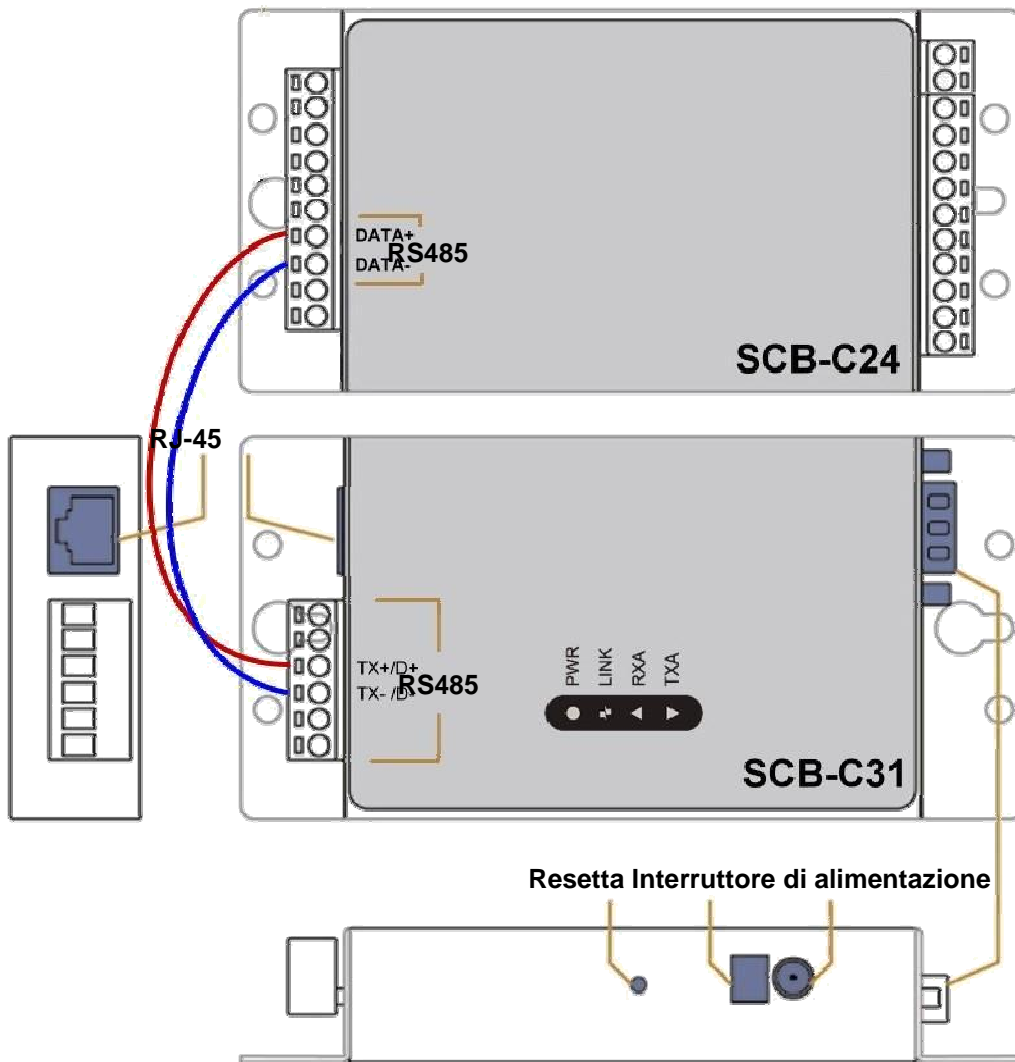 DATA+
RS485
DATA-
SCB-C24
RJ-45
TX+/D+
TX- /D-
RS485
PWR
LINK
RXA
TXA
SCB-C31
Resetta Interruttore di alimentazione